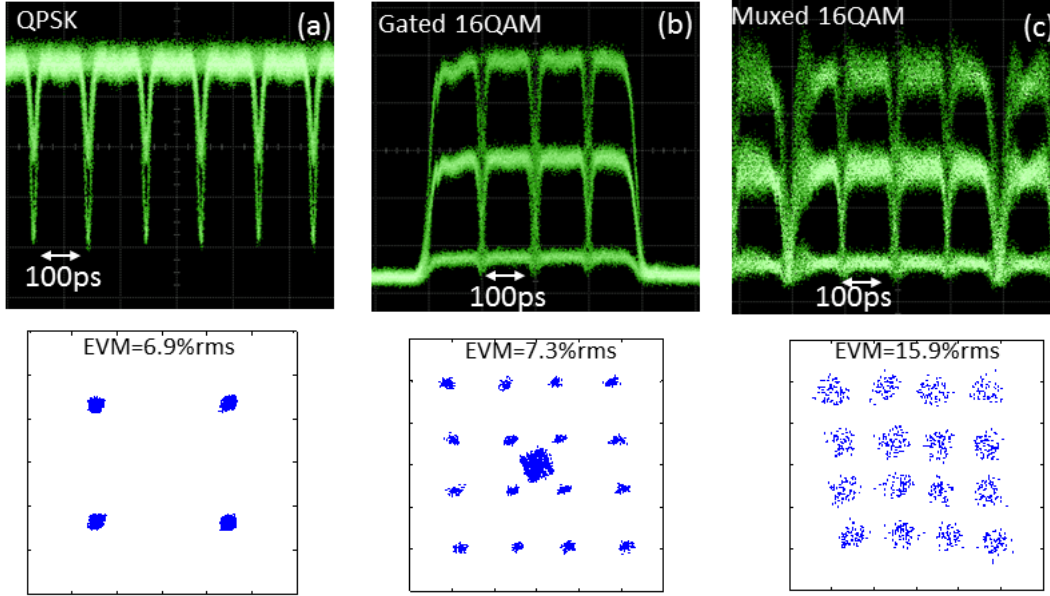 QPSK (a)
100ps
Gated 16QAM (b)
100ps
Muxed 16QAM (c)
100ps
EVM=6.9%rms
EVM=7.3%rms
EVM=15.9%rms